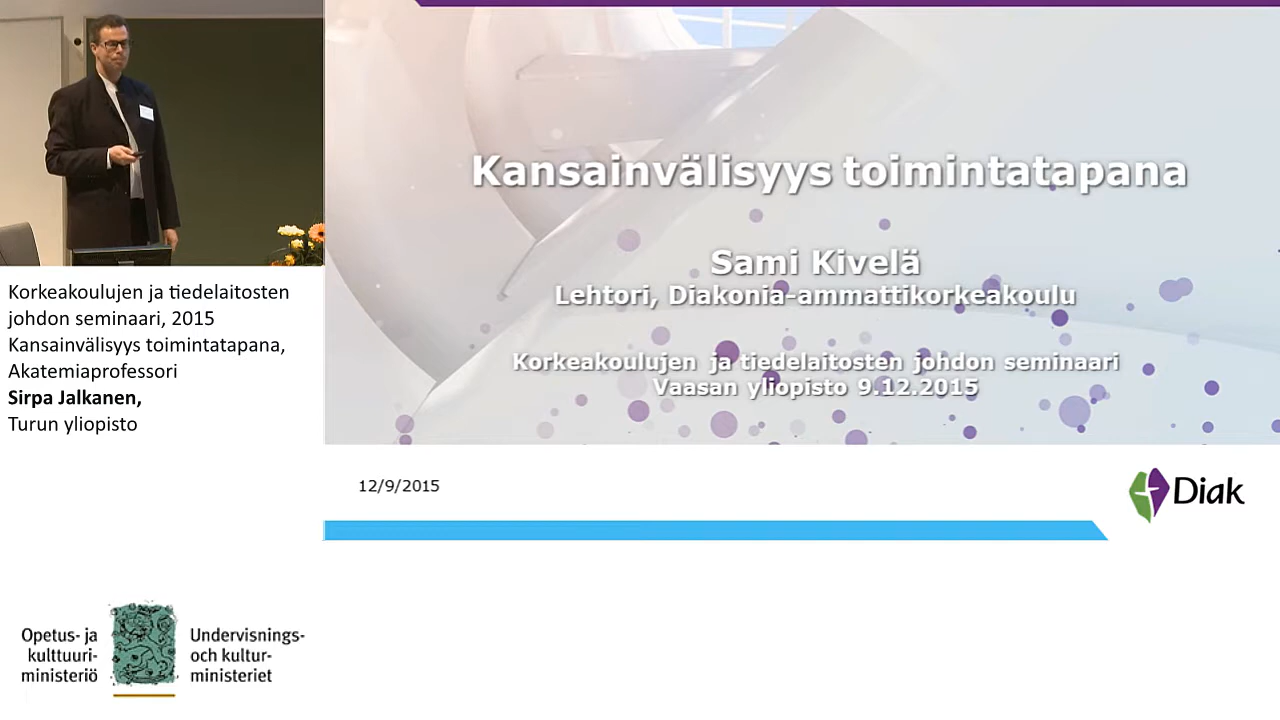 Korkeakoulujen ja tiedelaitosten
johdon seminaari, 2015
Kansainvälisyys toimintatapana,
Akatemiaprofessori
Sirpa Jalkanen,
Turun yliopisto
Kansainvälisyys toimintatapana
Sami Kivelä
Lehtori, Diakonia-ammattikorkeakoulu
Korkeakoulujen ja tiedelaitosten johdon seminaari
Vaasan yliopisto 9.12.2015
12/9/2015
Diak
Opetus- ja
kulttuuri-
ministeriö
Undervisnings-
och kultur-
ministeriet